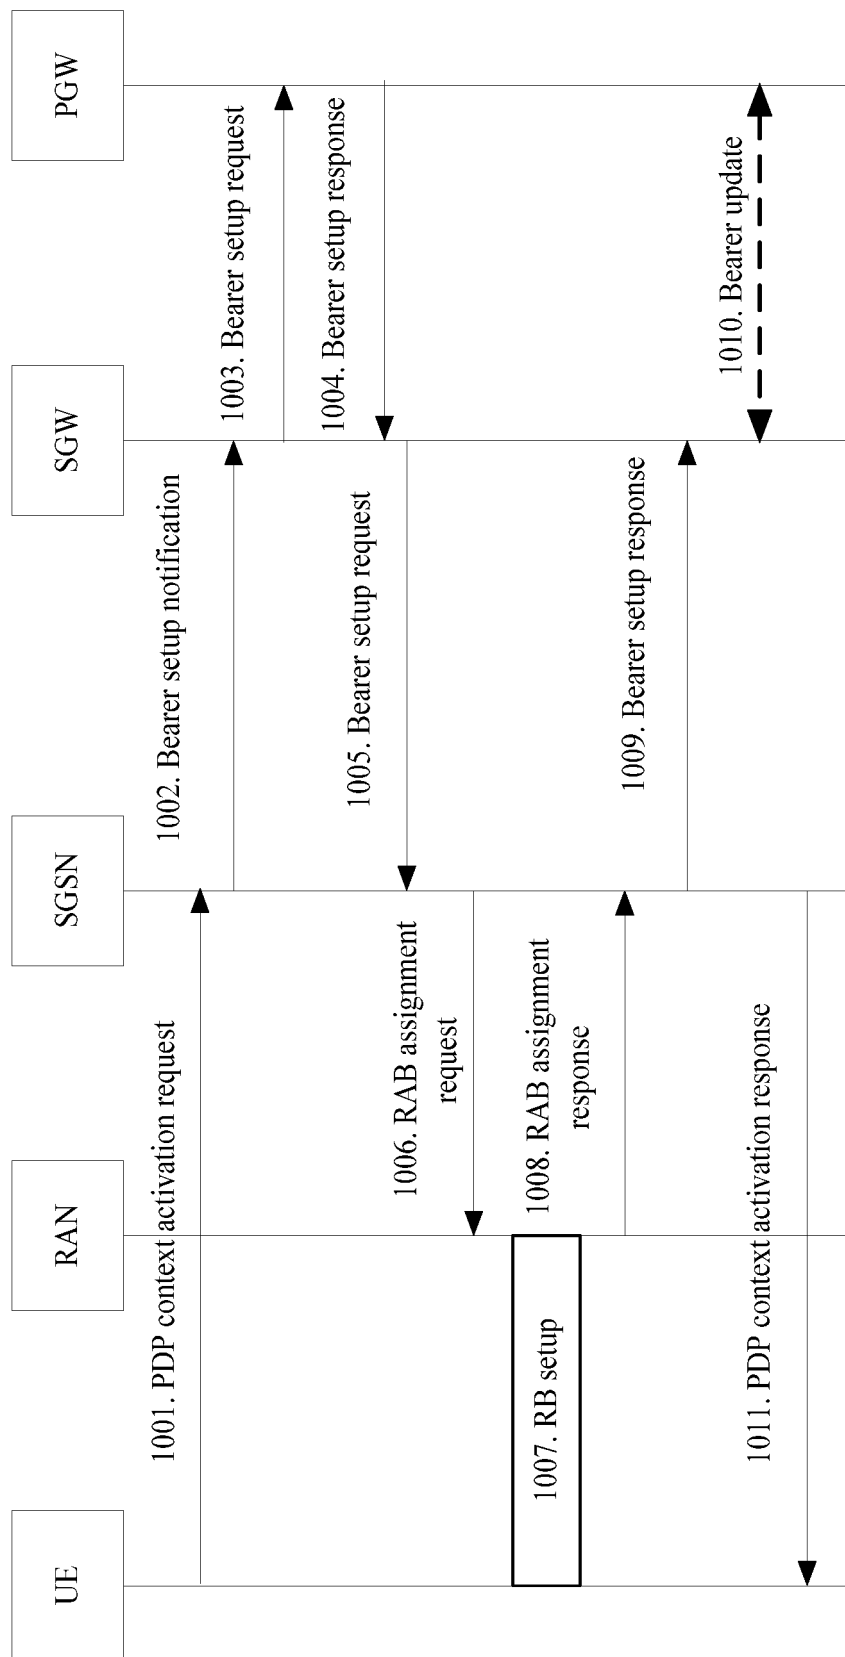 UE
RAN
SGSN
SGW
PGW
1001. PDP context activation request
1002. Bearer setup notification
1003. Bearer setup request
1004. Bearer setup response
1005. Bearer setup request
1006. RAB assignment
request
1007. RB setup
1008. RAB assignment
response
1009. Bearer setup response
1010. Bearer update
1011. PDP context activation response